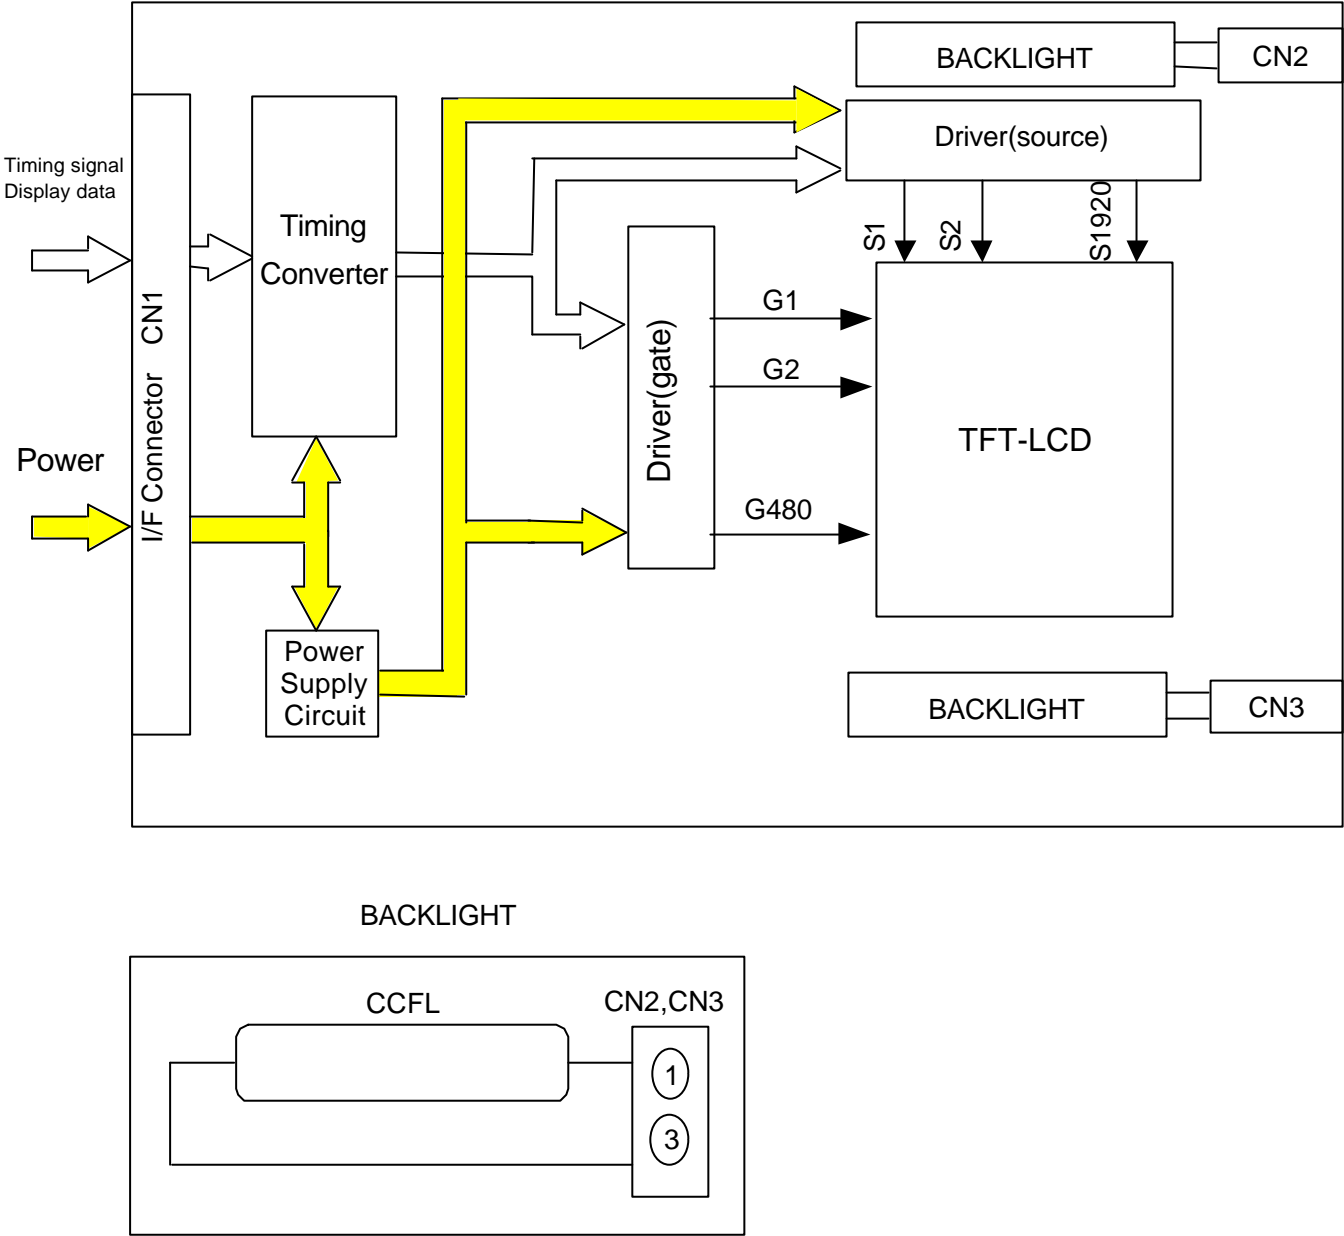 BACKLIGHT
CN2
Driver(source)
Timing signal
Display data
S1
S2
S1920
Timing
Converter
I/F Connector CN1
G1
G2
G480
Driver(gate)
TFT-LCD
Power
Power
Supply
Circuit
BACKLIGHT
CN3
BACKLIGHT
CCFL
CN2,CN3
1
3